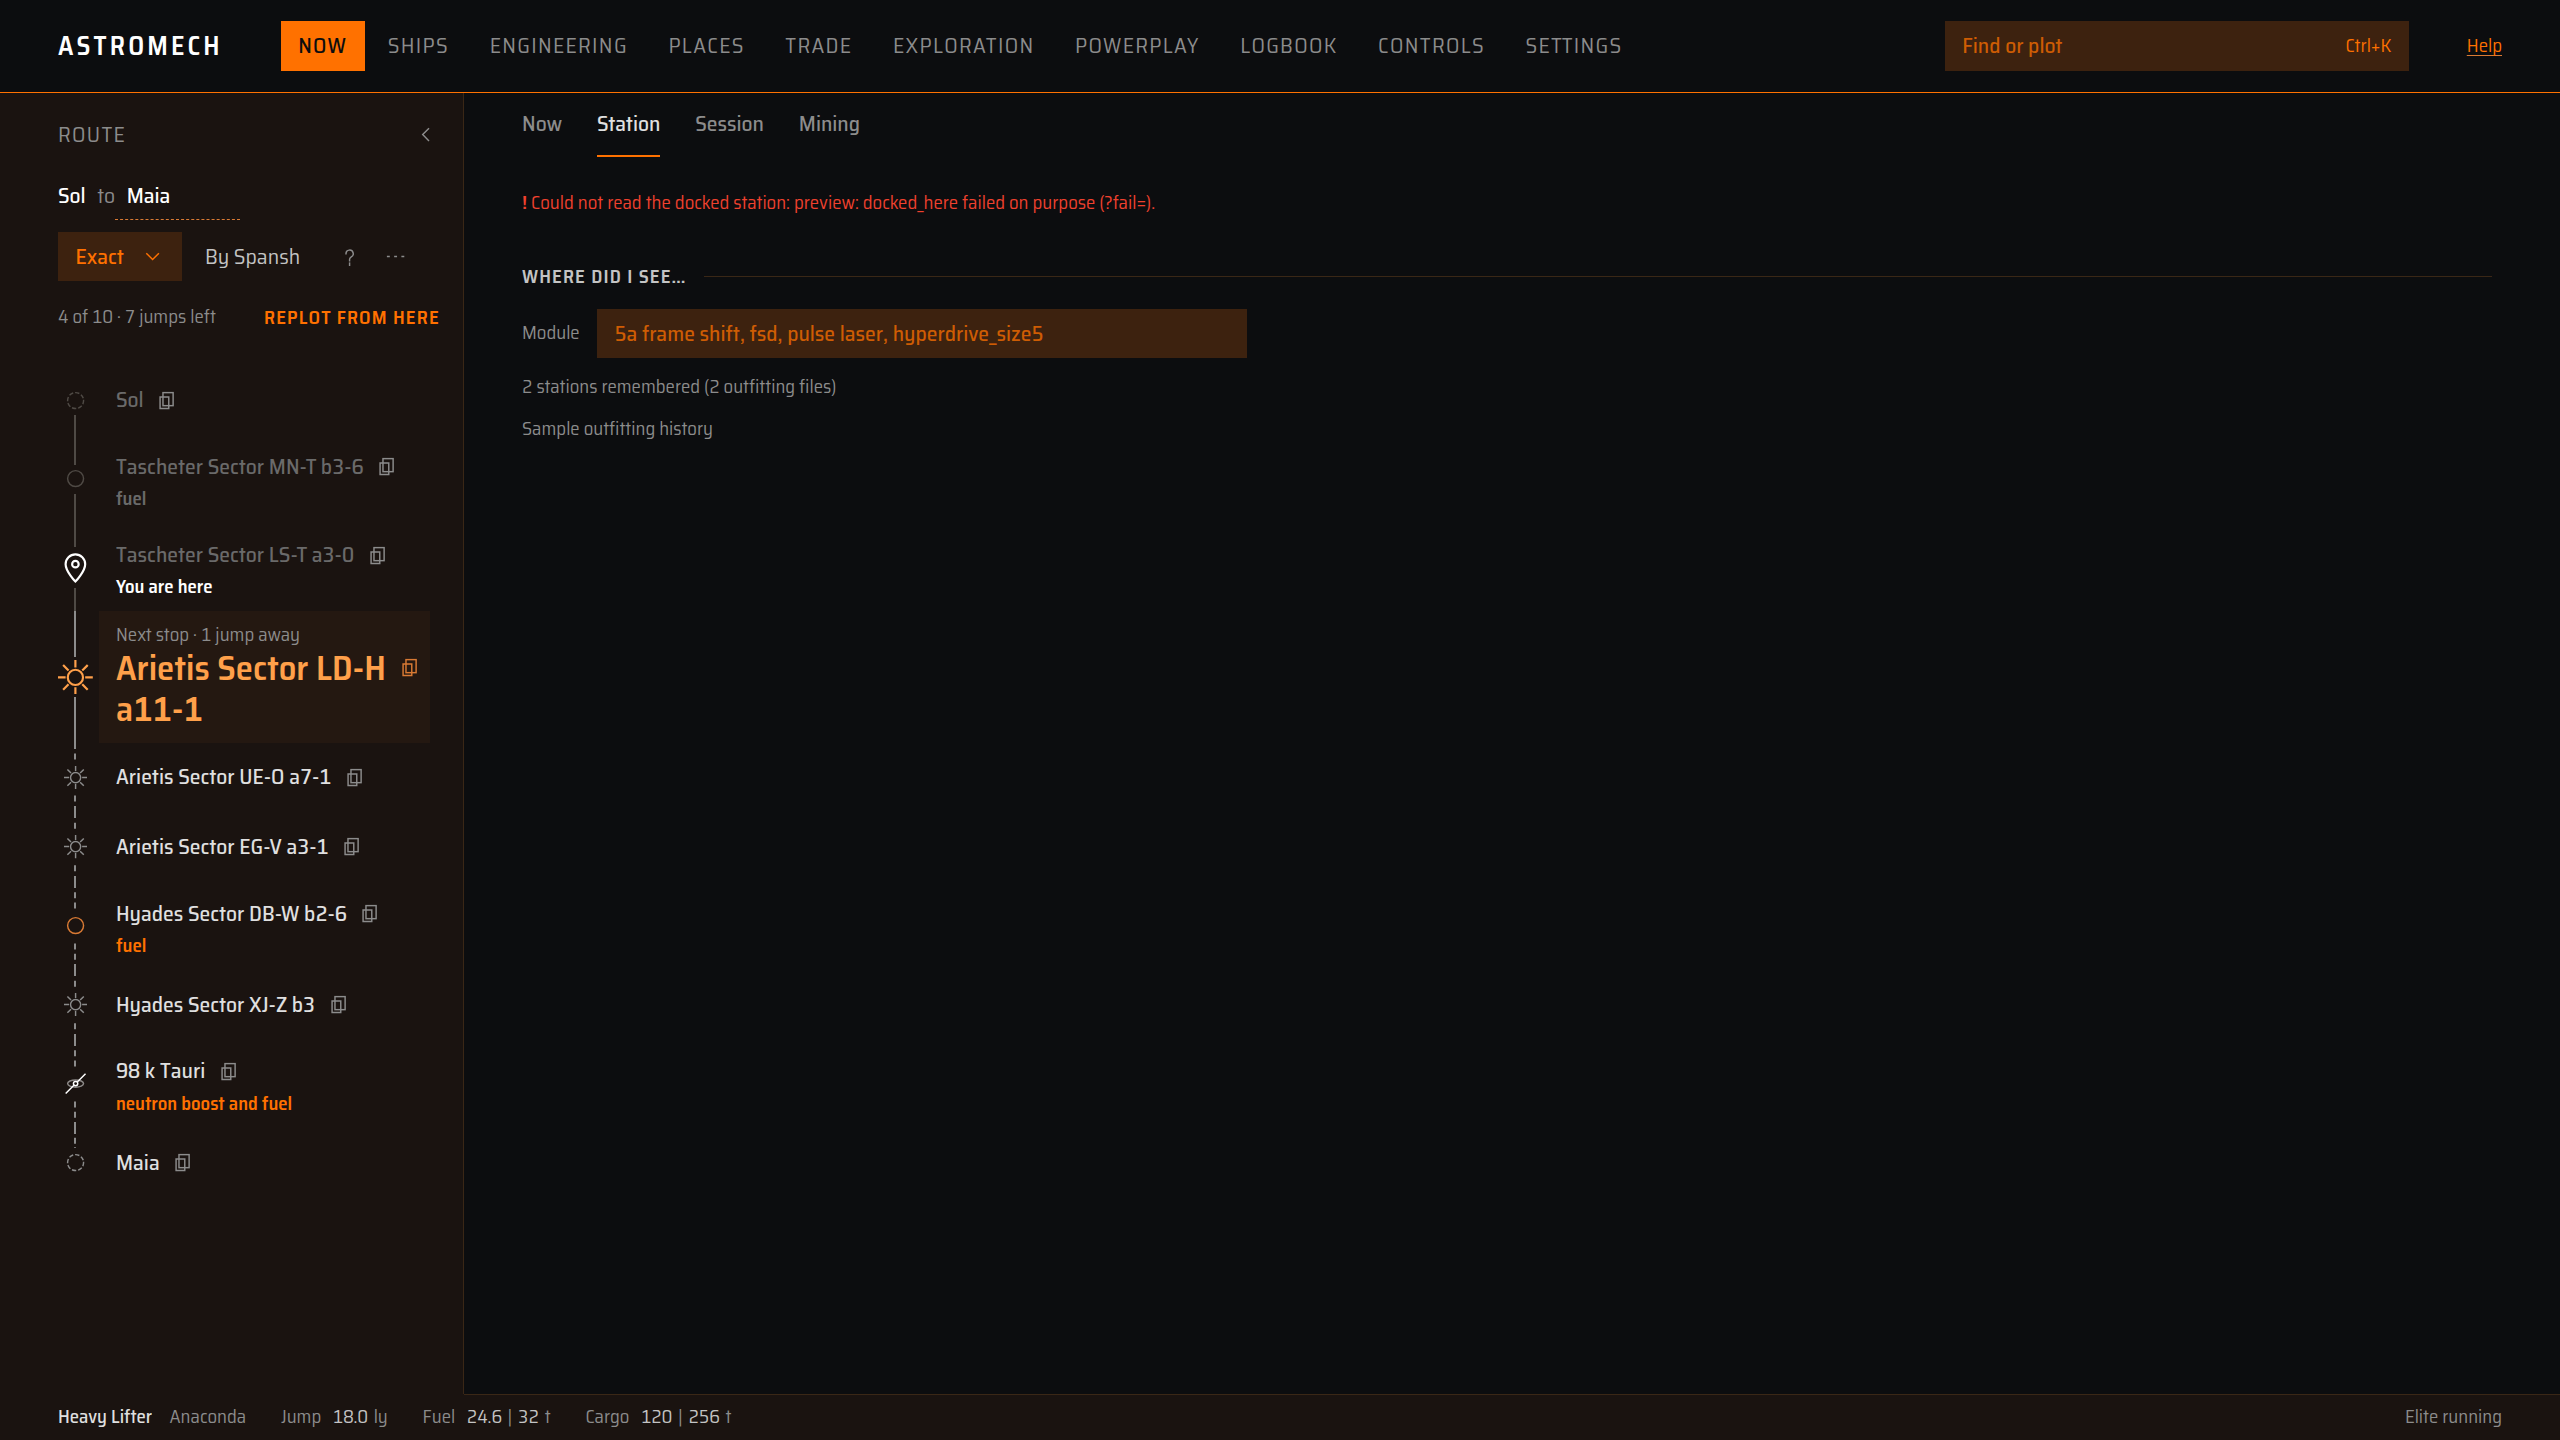 ASTROMECH
NOW SHIPS ENGINEERING PLACES TRADE EXPLORATION POWERPLAY LOGBOOK CONTROLS SETTINGS
Find or plot Ctrl+K
Help
ROUTE
Sol to Maia
Exact By Spansh ? ---
4 of 10 · 7 jumps left REPLOT FROM HERE
Sol
Tascheter Sector MN-T b3-6
fuel
Tascheter Sector LS-T a3-0
You are here
Next stop · 1 jump away
Arietis Sector LD-H
a11-1
Arietis Sector UE-O a7-1
Arietis Sector EG-V a3-1
Hyades Sector DB-W b2-6
fuel
Hyades Sector XJ-Z b3
98 k Tauri
neutron boost and fuel
Maia
Now Station Session Mining
! Could not read the docked station: preview: docked_here failed on purpose (?fail=).
WHERE DID I SEE...
Module 5a frame shift, fsd, pulse laser, hyperdrive_size5
2 stations remembered (2 outfitting files)
Sample outfitting history
Heavy Lifter Anaconda Jump 18.0 ly Fuel 24.6 | 32 t Cargo 120 | 256 t
Elite running